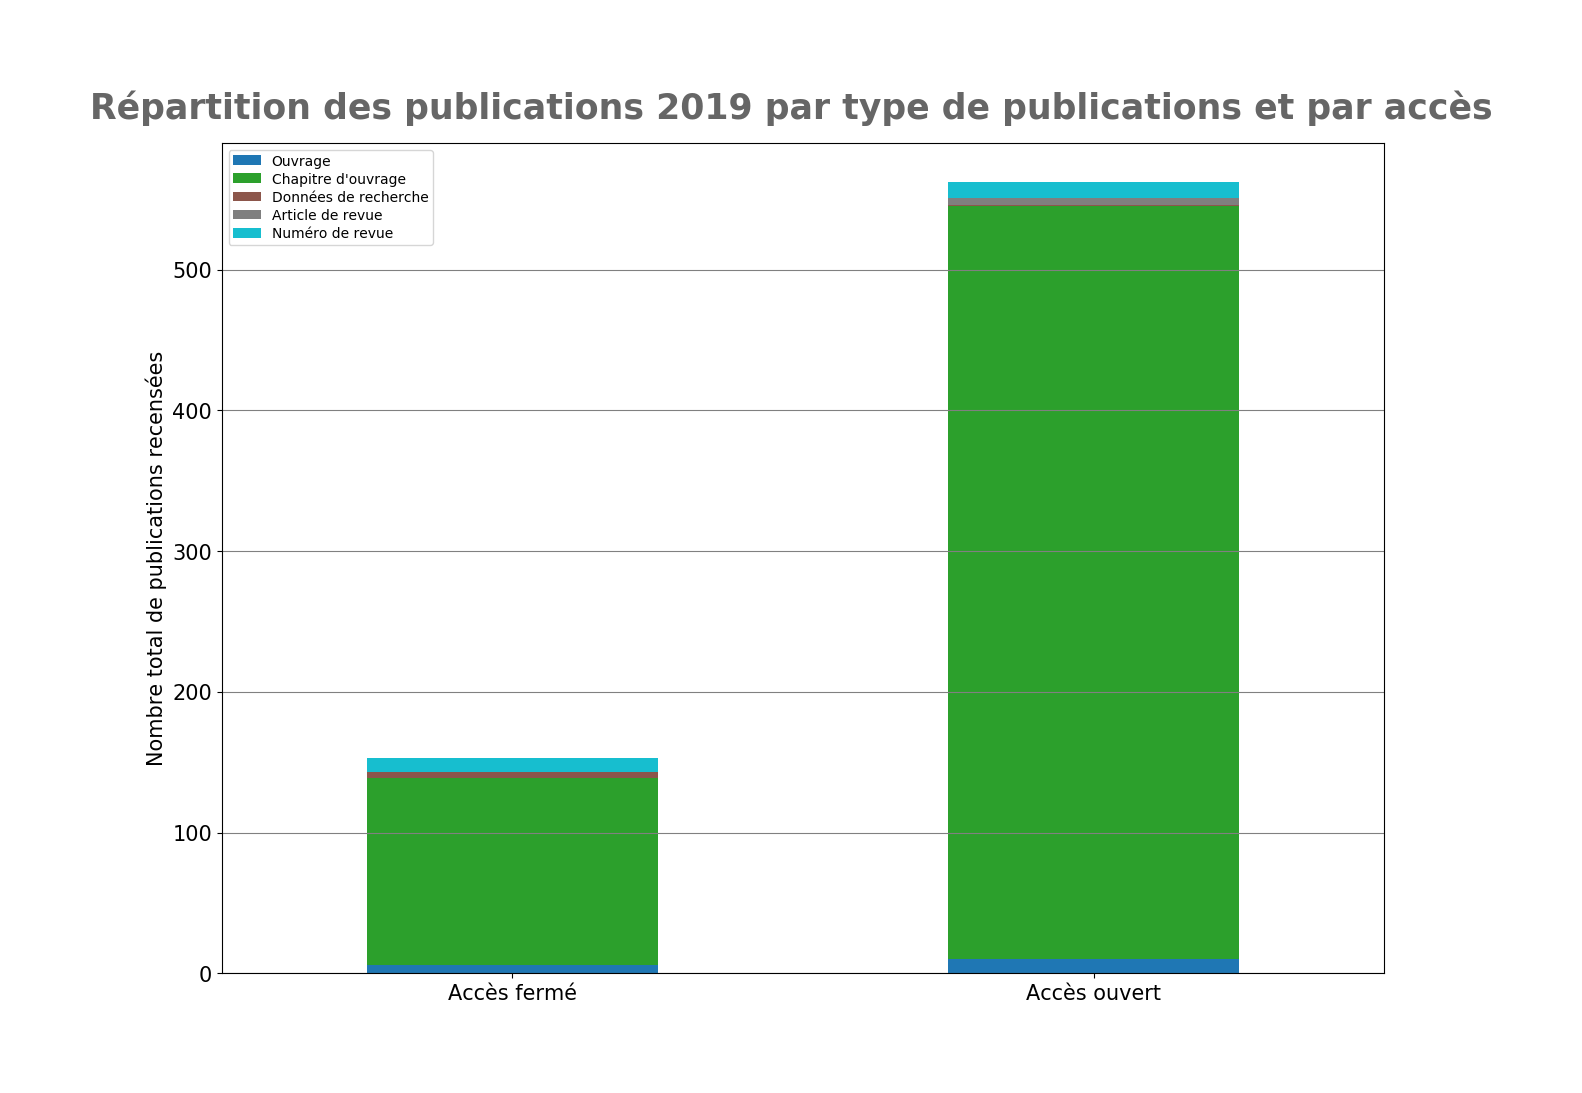 Répartition des publications 2019 par type de publications et par accès
Ouvrage
Chapitre d'ouvrage
Données de recherche
Article de revue
Numéro de revue
Nombre total de publications recensées
500
400
300
200
100
0
Accès fermé
Accès ouvert